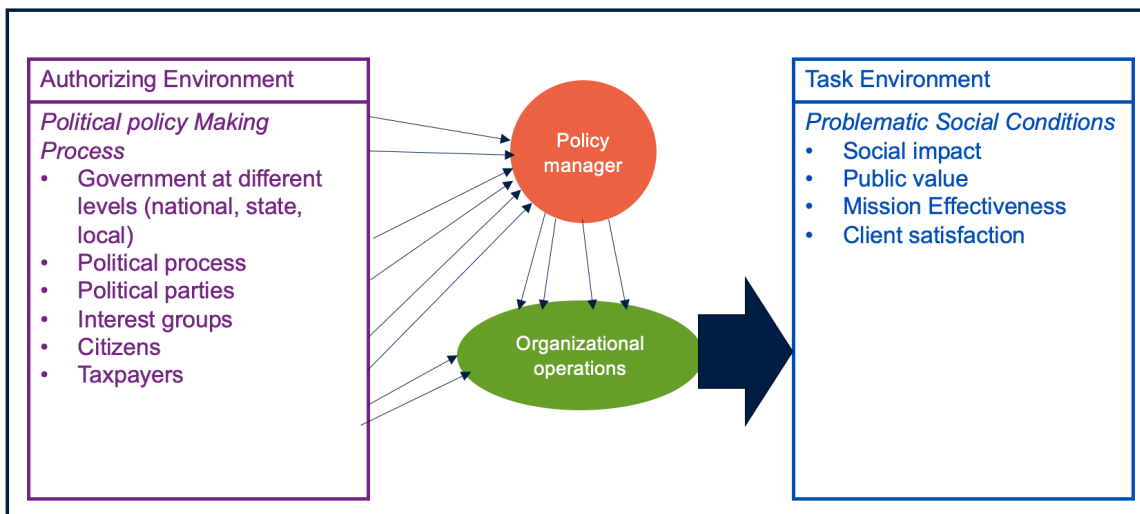 Authorizing Environment
Political policy Making
Process
• Government at different
levels (national, state,
local)
• Political process
• Political parties
• Interest groups
• Citizens
• Taxpayers
Policy
manager
Organizational
operations
Task Environment
Problematic Social Conditions
• Social impact
• Public value
• Mission Effectiveness
• Client satisfaction